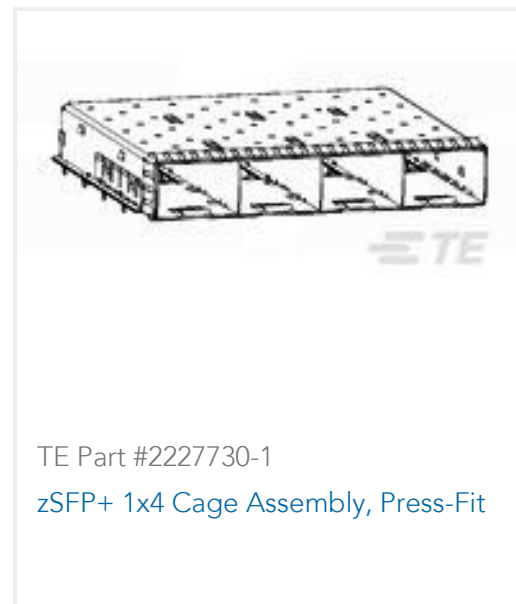 TE
TE Part #2227730-1
zSFP+ 1x4 Cage Assembly, Press-Fit